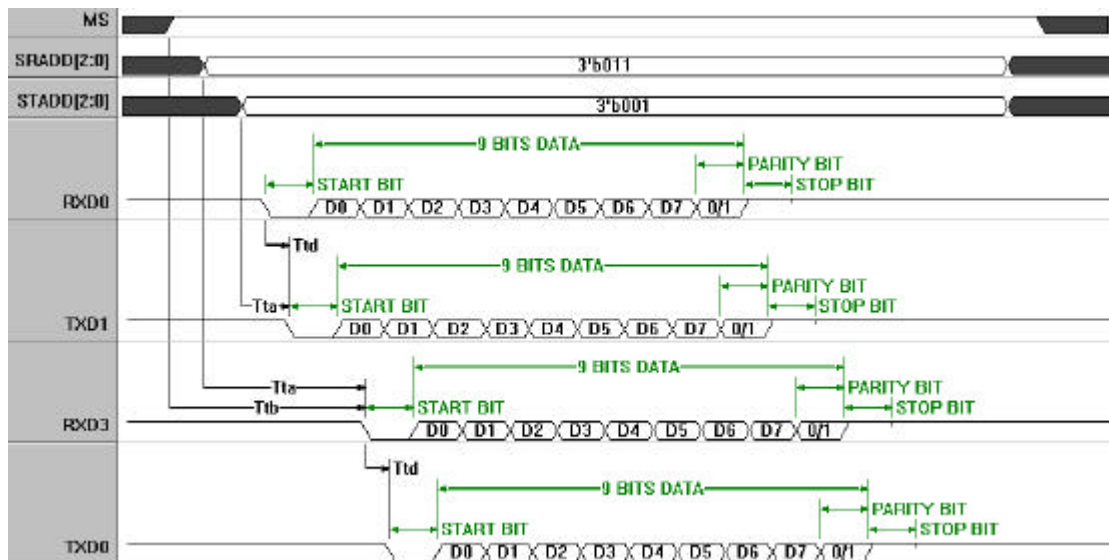 MS
SRADD[2:0] 3'b011
STADD[2:0] 3'b001
9 BITS DATA
PARITY BIT
START BIT STOP BIT
RXD0 D0 D1 D2 D3 D4 D5 D6 D7 0/1
Ttd
9 BITS DATA
PARITY BIT
Tta START BIT STOP BIT
TXD1 D0 D1 D2 D3 D4 D5 D6 D7 0/1
9 BITS DATA
Tta PARITY BIT
Ttb START BIT STOP BIT
RXD3 D0 D1 D2 D3 D4 D5 D6 D7 0/1
Ttd
9 BITS DATA
PARITY BIT
START BIT STOP BIT
TXD0 D0 D1 D2 D3 D4 D5 D6 D7 0/1